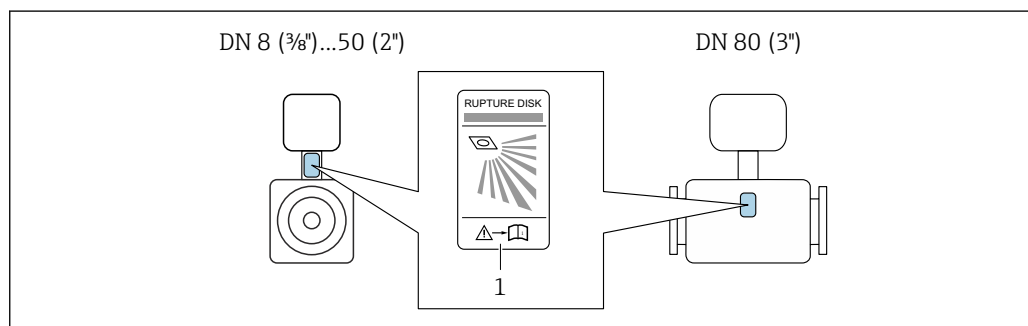 DN 8 (⅜")...50 (2")
DN 80 (3")
RUPTURE DISK
i
1